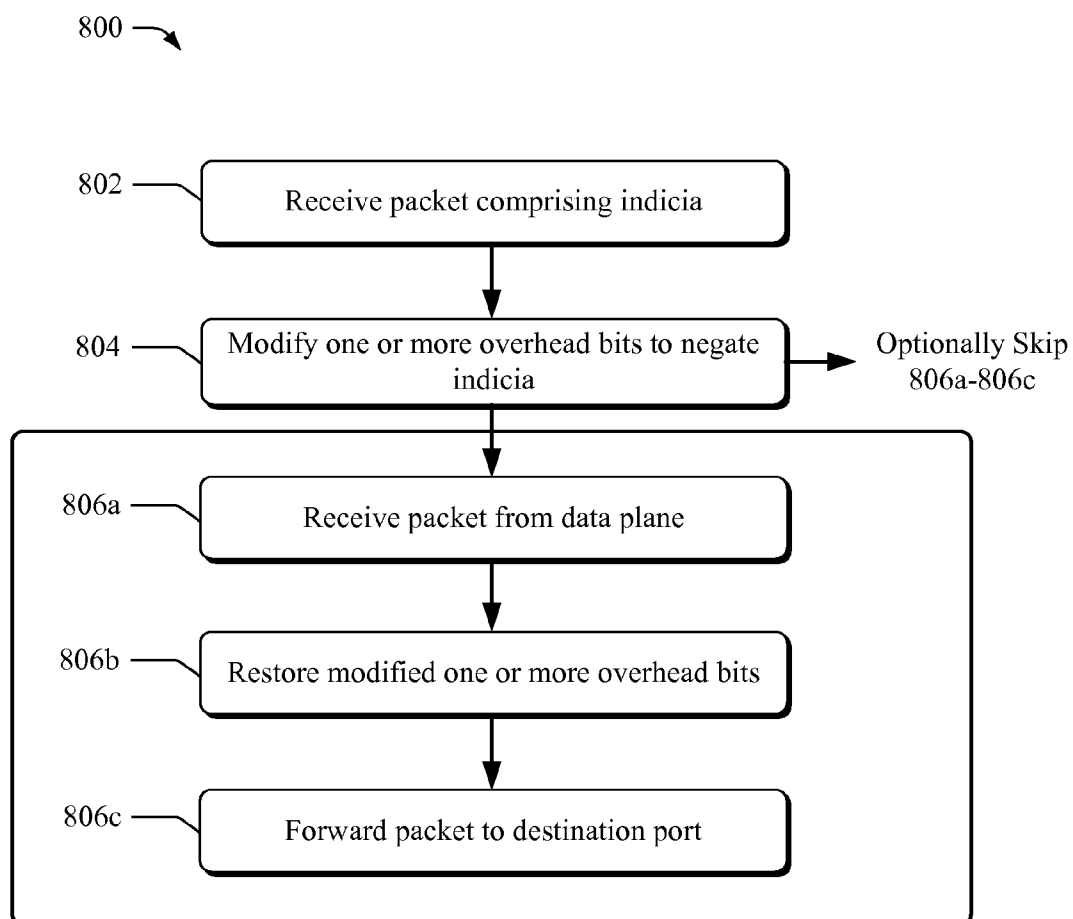 800
802
Receive packet comprising indicia
804
Modify one or more overhead bits to negate
indicia
Optionally Skip
806a-806c
806a
Receive packet from data plane
806b
Restore modified one or more overhead bits
806c
Forward packet to destination port